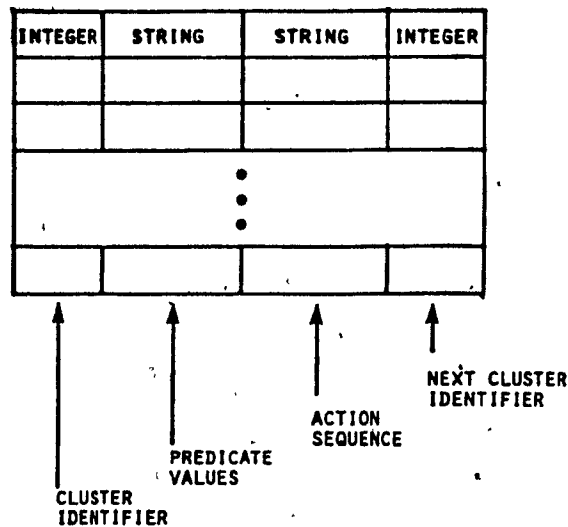 INTEGER STRING STRING INTEGER
NEXT CLUSTER
IDENTIFIER
ACTION
SEQUENCE
PREDICATE
VALUES
CLUSTER
IDENTIFIER